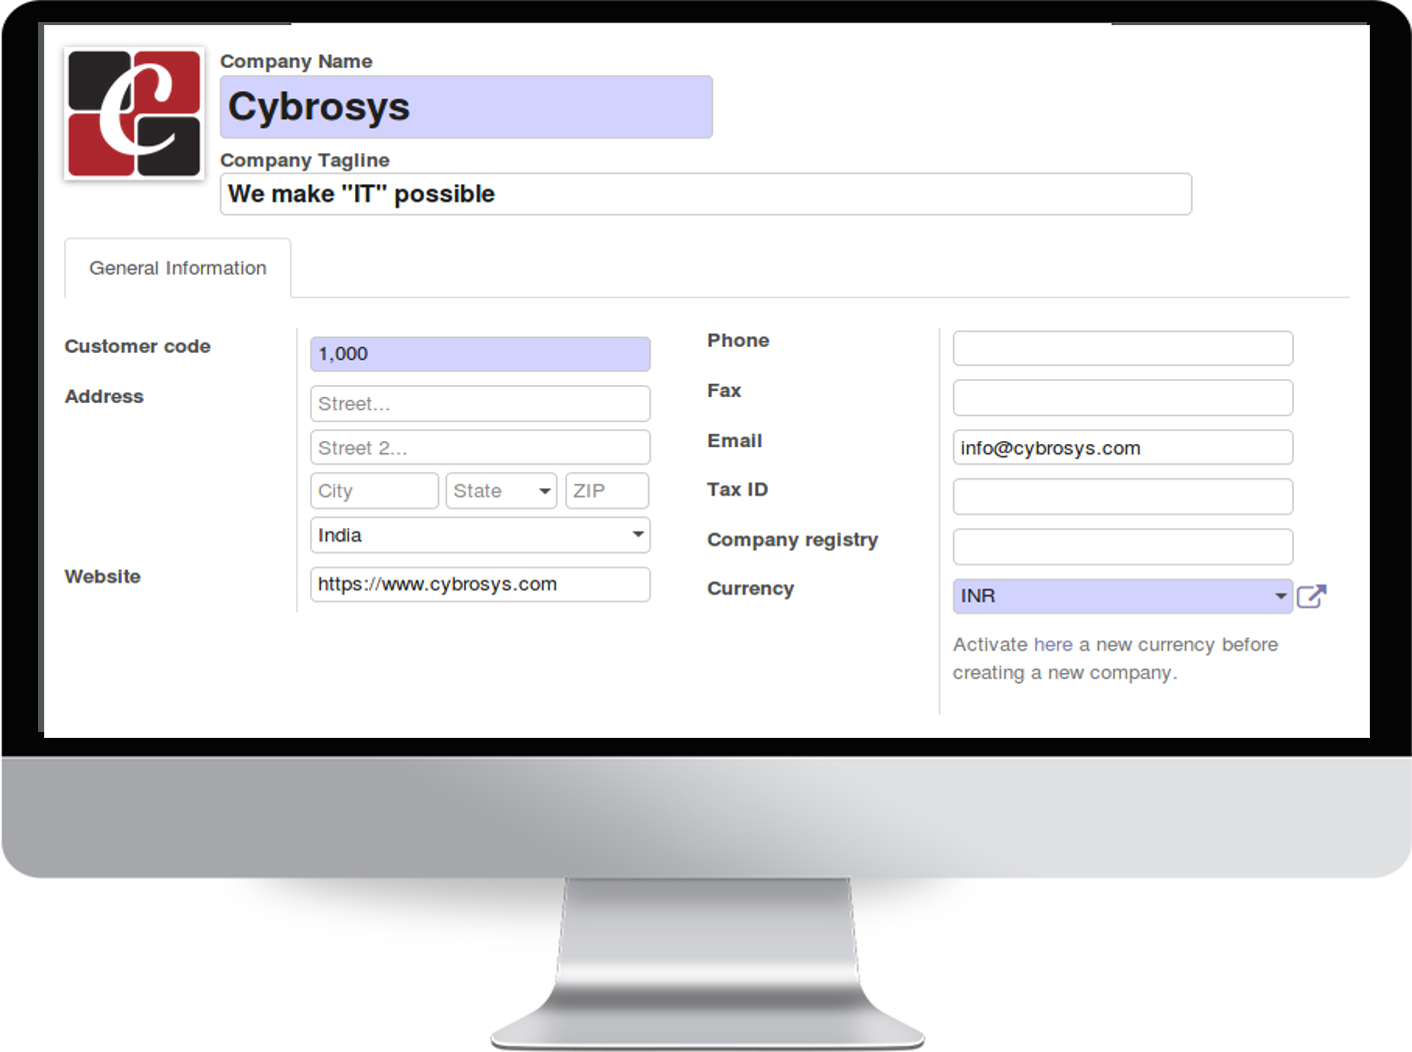 C
Company Name
Cybrosys
Company Tagline
We make "IT" possible
General Information
Customer code
1,000
Address
Street...
Street 2...
City State ZIP
India
Website
https://www.cybrosys.com
Phone
Fax
Email
info@cybrosys.com
Tax ID
Company registry
Currency
INR
Activate here a new currency before
creating a new company.